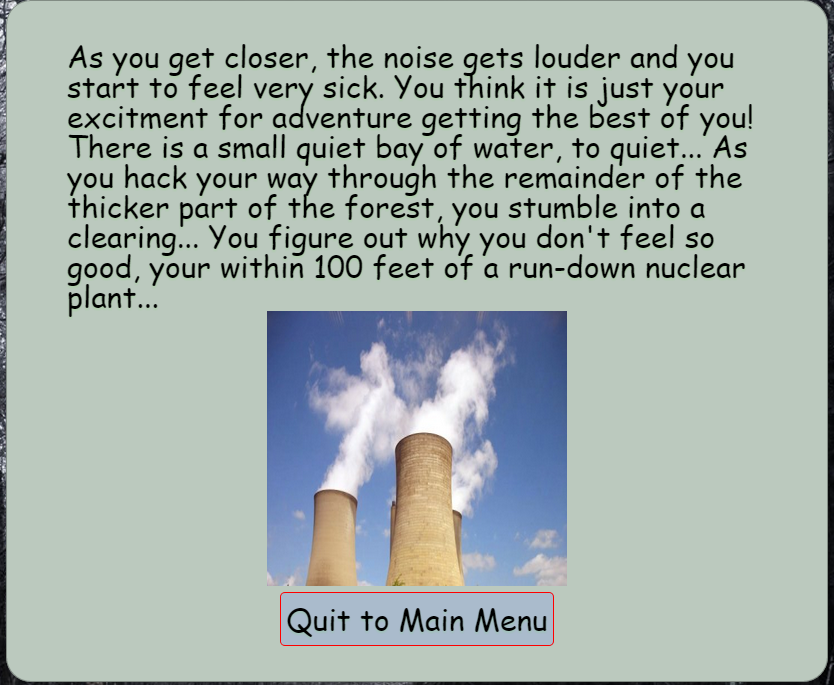 As you get closer, the noise gets louder and you
start to feel very sick. You think it is just your
excitment for adventure getting the best of you!
There is a small quiet bay of water, to quiet... As
you hack your way through the remainder of the
thicker part of the forest, you stumble into a
clearing... You figure out why you don't feel so
good, your within 100 feet of a run-down nuclear
plant...
Quit to Main Menu